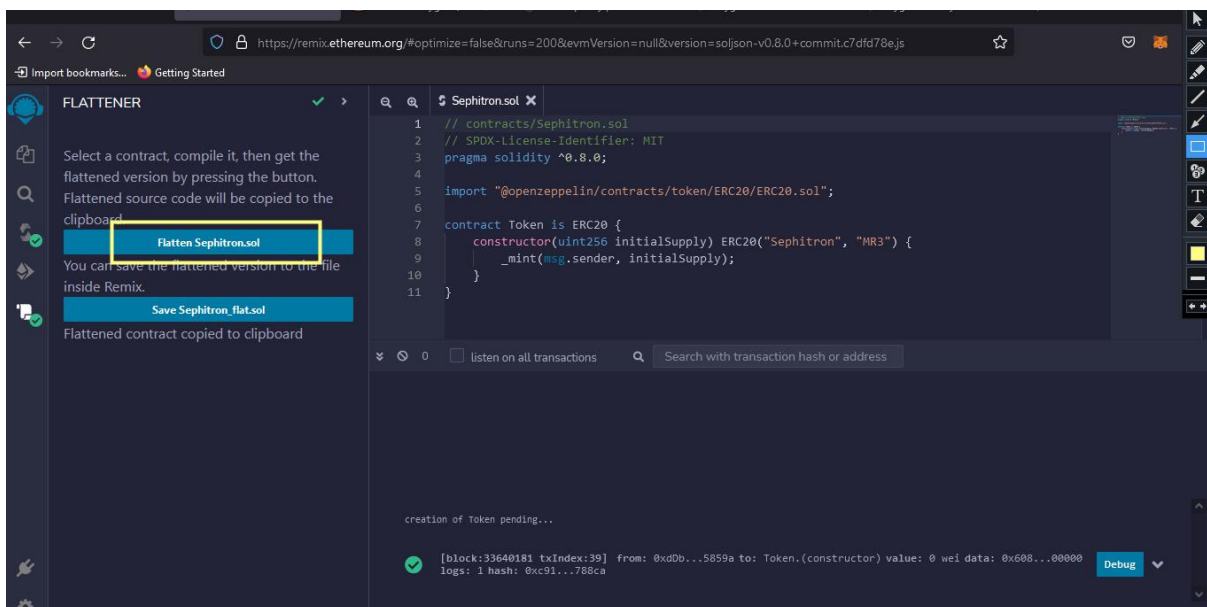 https://remix.ethereum.org/#optimize=false&runs=200&evmVersion=null&version=soljson-v0.8.0+commit.c7dfd78e.js
Import bookmarks...
Getting Started
FLATTENER
Select a contract, compile it, then get the
flattened version by pressing the button.
Flattened source code will be copied to the
clipboard
Flatten Sephitron.sol
You can save the flattened version to the file
inside Remix.
Save Sephitron_flat.sol
Flattened contract copied to clipboard
Sephitron.sol
1 // contracts/Sephitron.sol
2 // SPDX-License-Identifier: MIT
3 pragma solidity ^0.8.0;
4
5 import "@openzeppelin/contracts/token/ERC20/ERC20.sol";
6
7 contract Token is ERC20 {
8 constructor(uint256 initialSupply) ERC20("Sephitron", "MR3") {
9 _mint(msg.sender, initialSupply);
10 }
11 }
0 listen on all transactions Search with transaction hash or address
creation of Token pending...
[block:33640181 txIndex:39] from: 0xdDb...5859a to: Token.(constructor) value: 0 wei data: 0x608...00000
logs: 1 hash: 0xc91...788ca
Debug
T